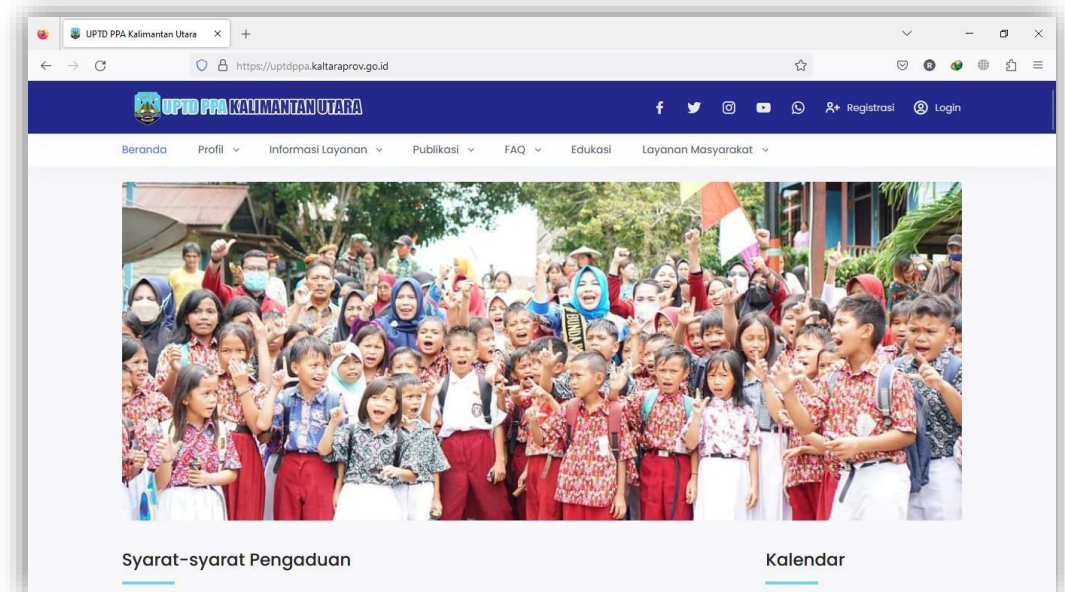 UPTD PPA Kalimantan Utara
https://uptdppa.kaltaraprov.go.id
R
UPTD PPA KALIMANTAN UTARA
Registrasi
Login
Beranda Profil Informasi Layanan Publikasi FAQ Edukasi Layanan Masyarakat
BUNDA
Syarat-syarat Pengaduan
Kalendar